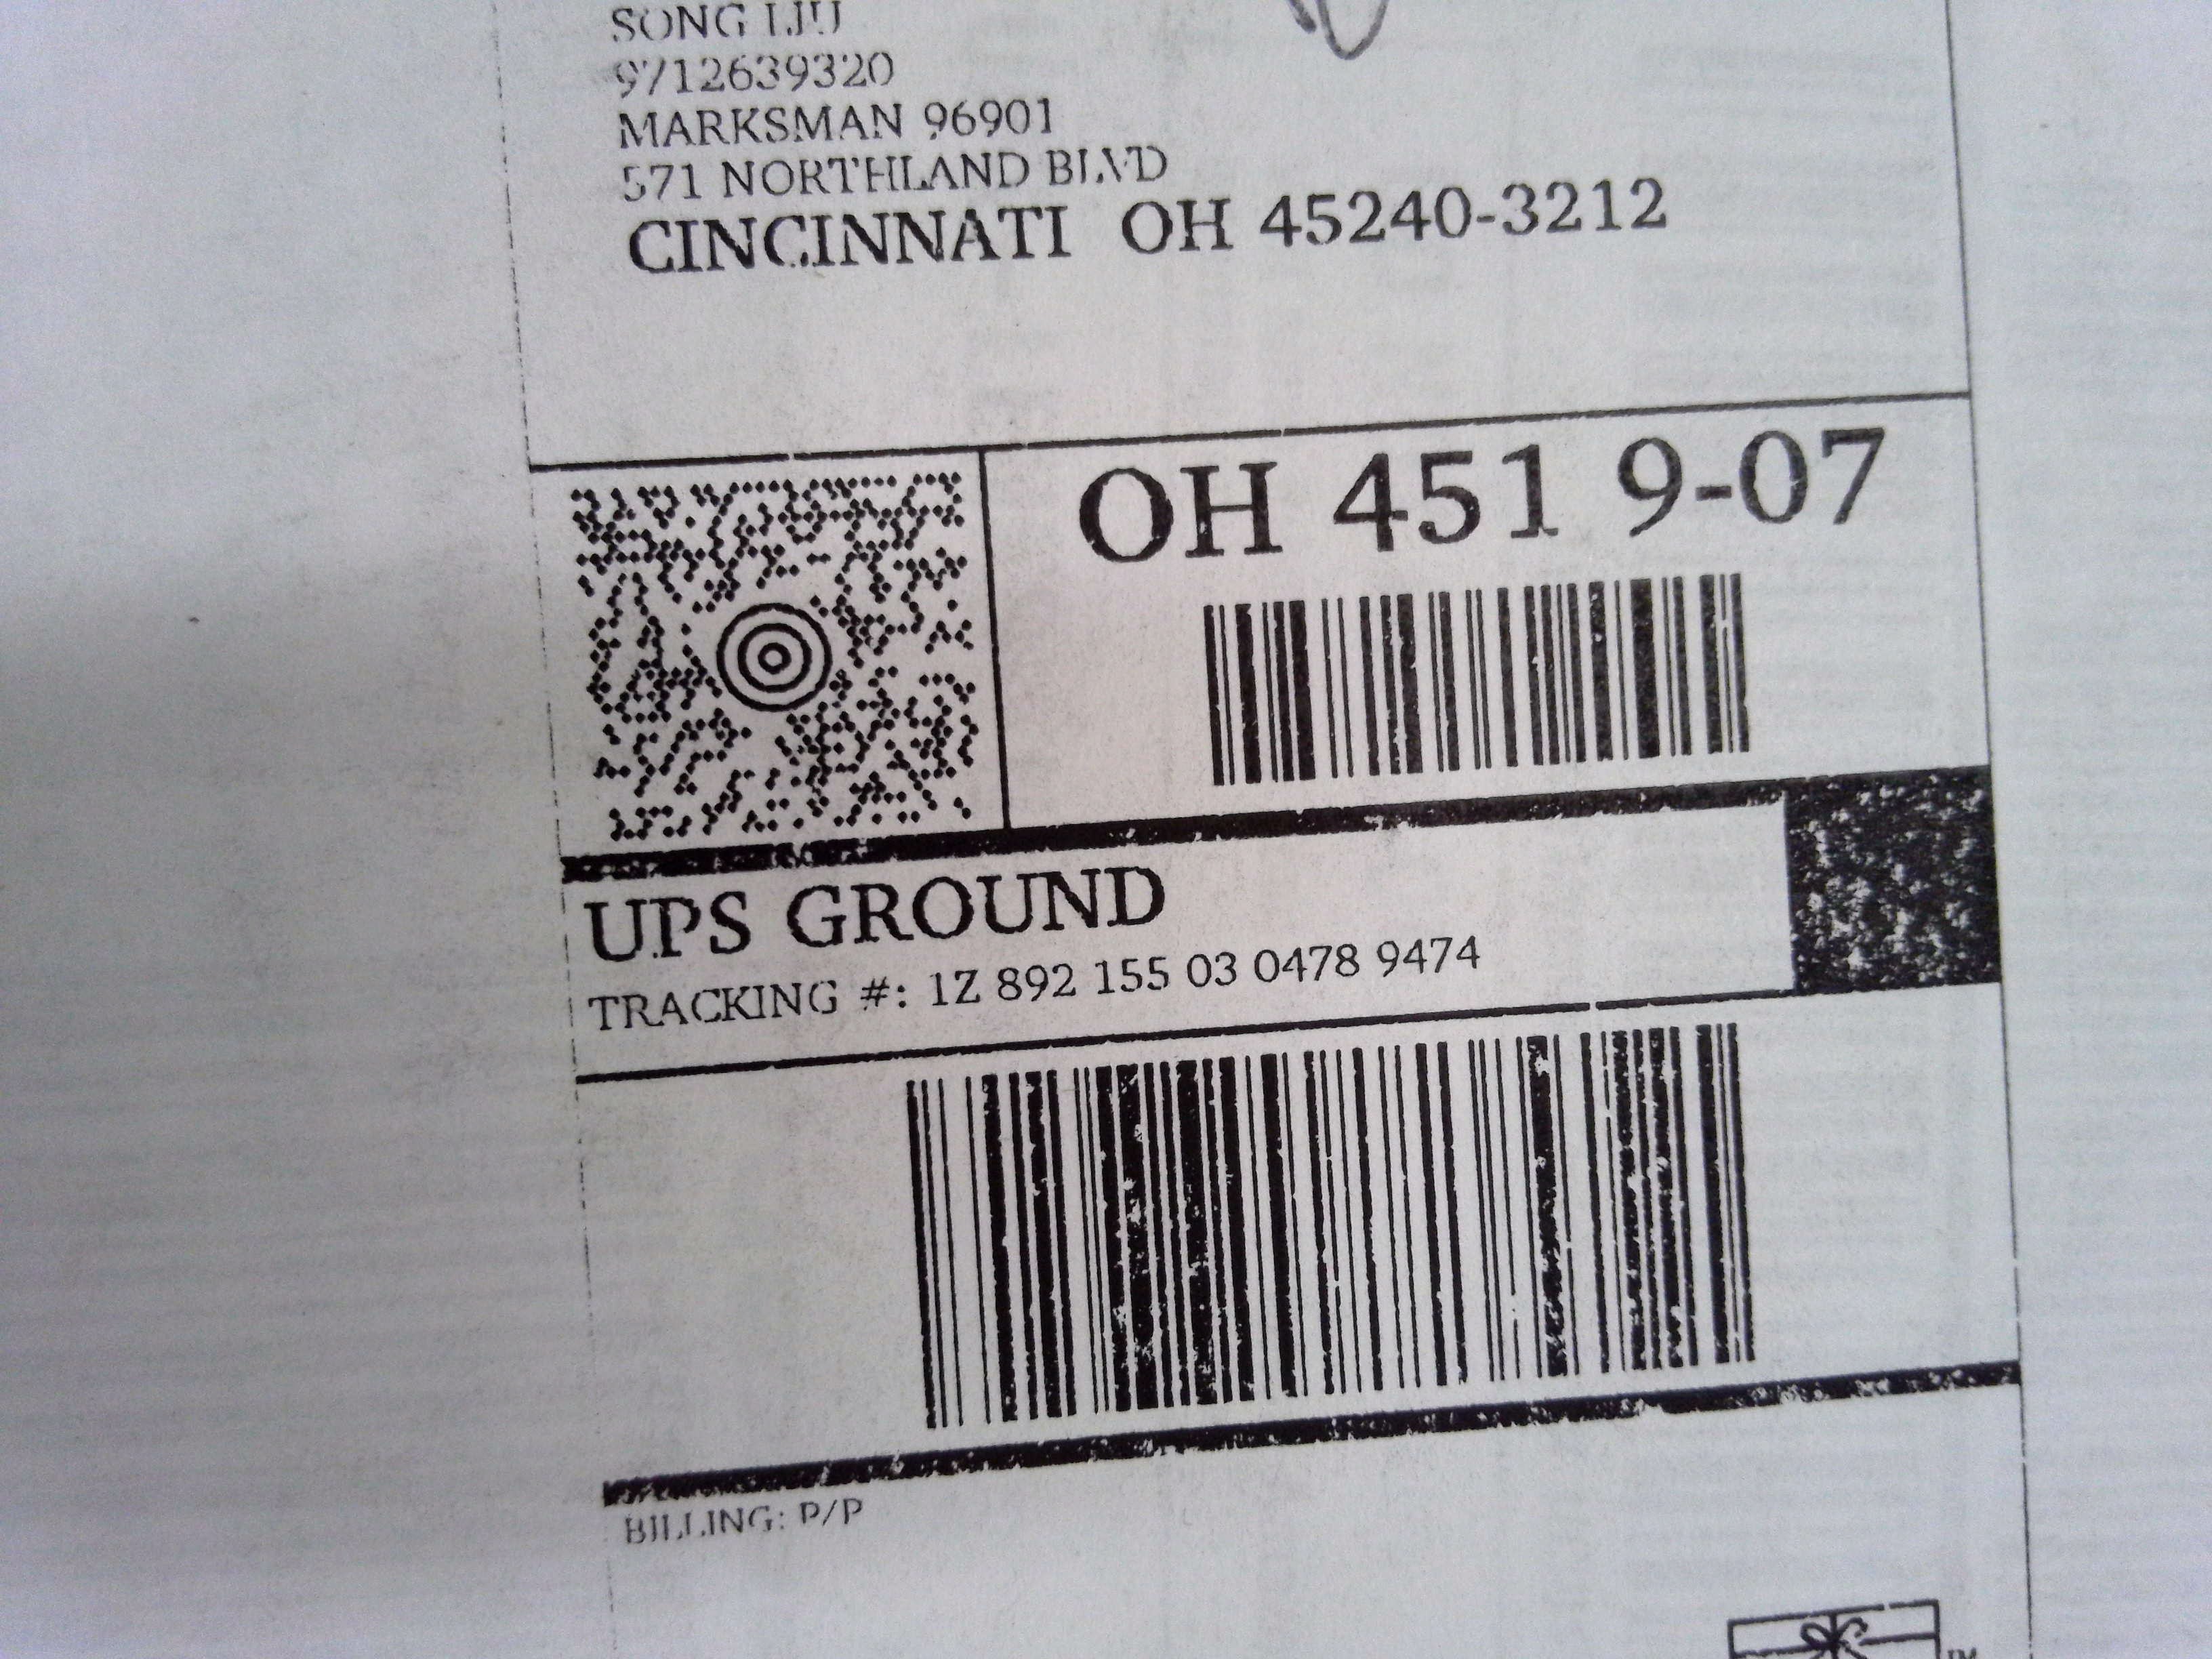 SONG LIU
9712639320
MARKSMAN 96901
571 NORTHLAND BLVD
CINCINNATI OH 45240-3212
OH 451 9-07
UPS GROUND
TRACKING #: 1Z 892 155 03 0478 9474
BILLING: P/P